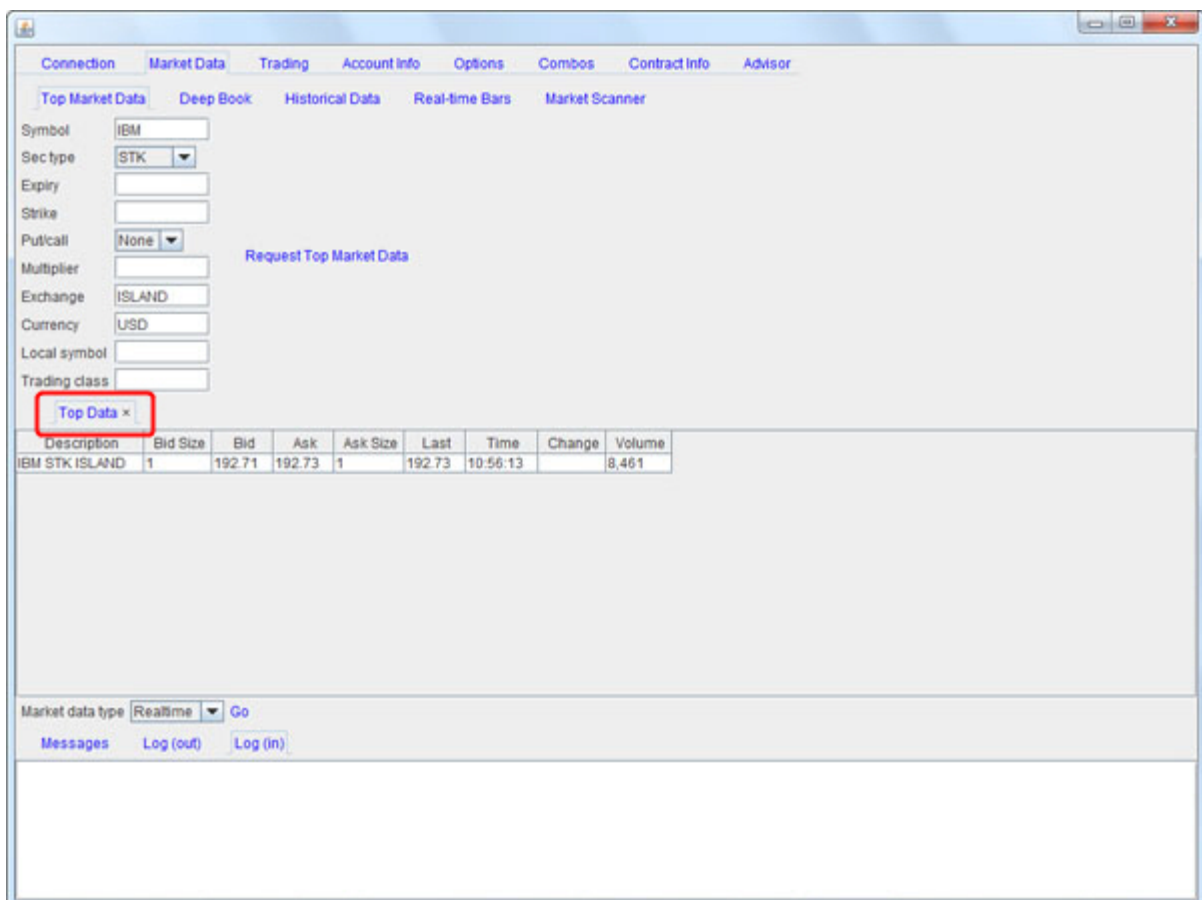 Connection Market Data Trading Account Info Options Combos Contract Info Advisor
Top Market Data Deep Book Historical Data Real-time Bars Market Scanner
Symbol IBM
Sec type STK
Expiry
Strike
Put/call None
Request Top Market Data
Multiplier
Exchange ISLAND
Currency USD
Local symbol
Trading class
Top Data ×
Description Bid Size Bid Ask Ask Size Last Time Change Volume
IBM STK ISLAND 1 192.71 192.73 1 192.73 10:56:13 8,461
Market data type Realtime Go
Messages Log (out) Log (in)